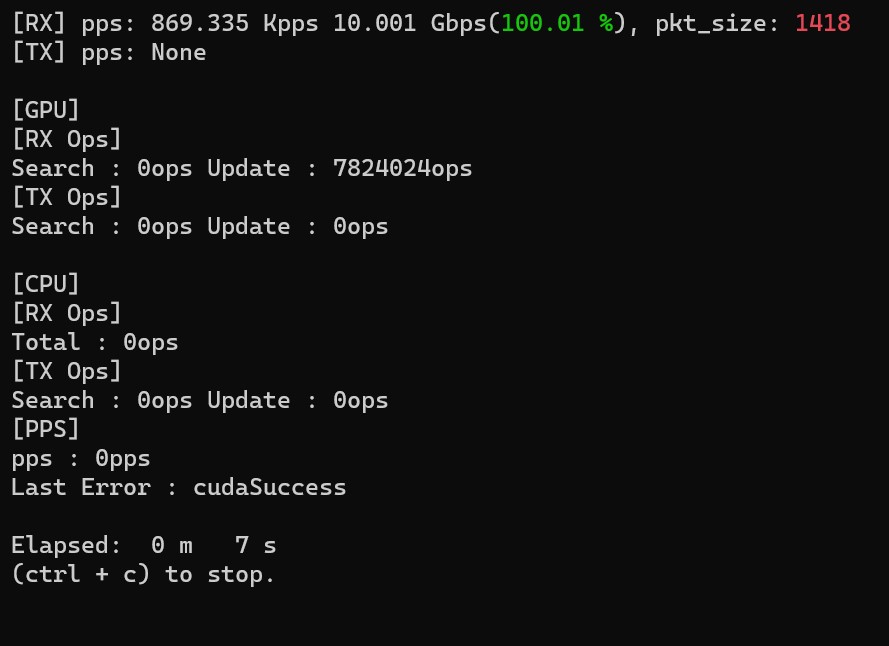 [RX] pps: 869.335 Kpps 10.001 Gbps(100.01 %), pkt_size: 1418
[TX] pps: None
[GPU]
[RX Ops]
Search : 0ops Update : 7824024ops
[TX Ops]
Search : 0ops Update : 0ops
[CPU]
[RX Ops]
Total : 0ops
[TX Ops]
Search : 0ops Update : 0ops
[PPS]
pps : 0pps
Last Error : cudaSuccess
Elapsed:  0 m   7 s
(ctrl + c) to stop.